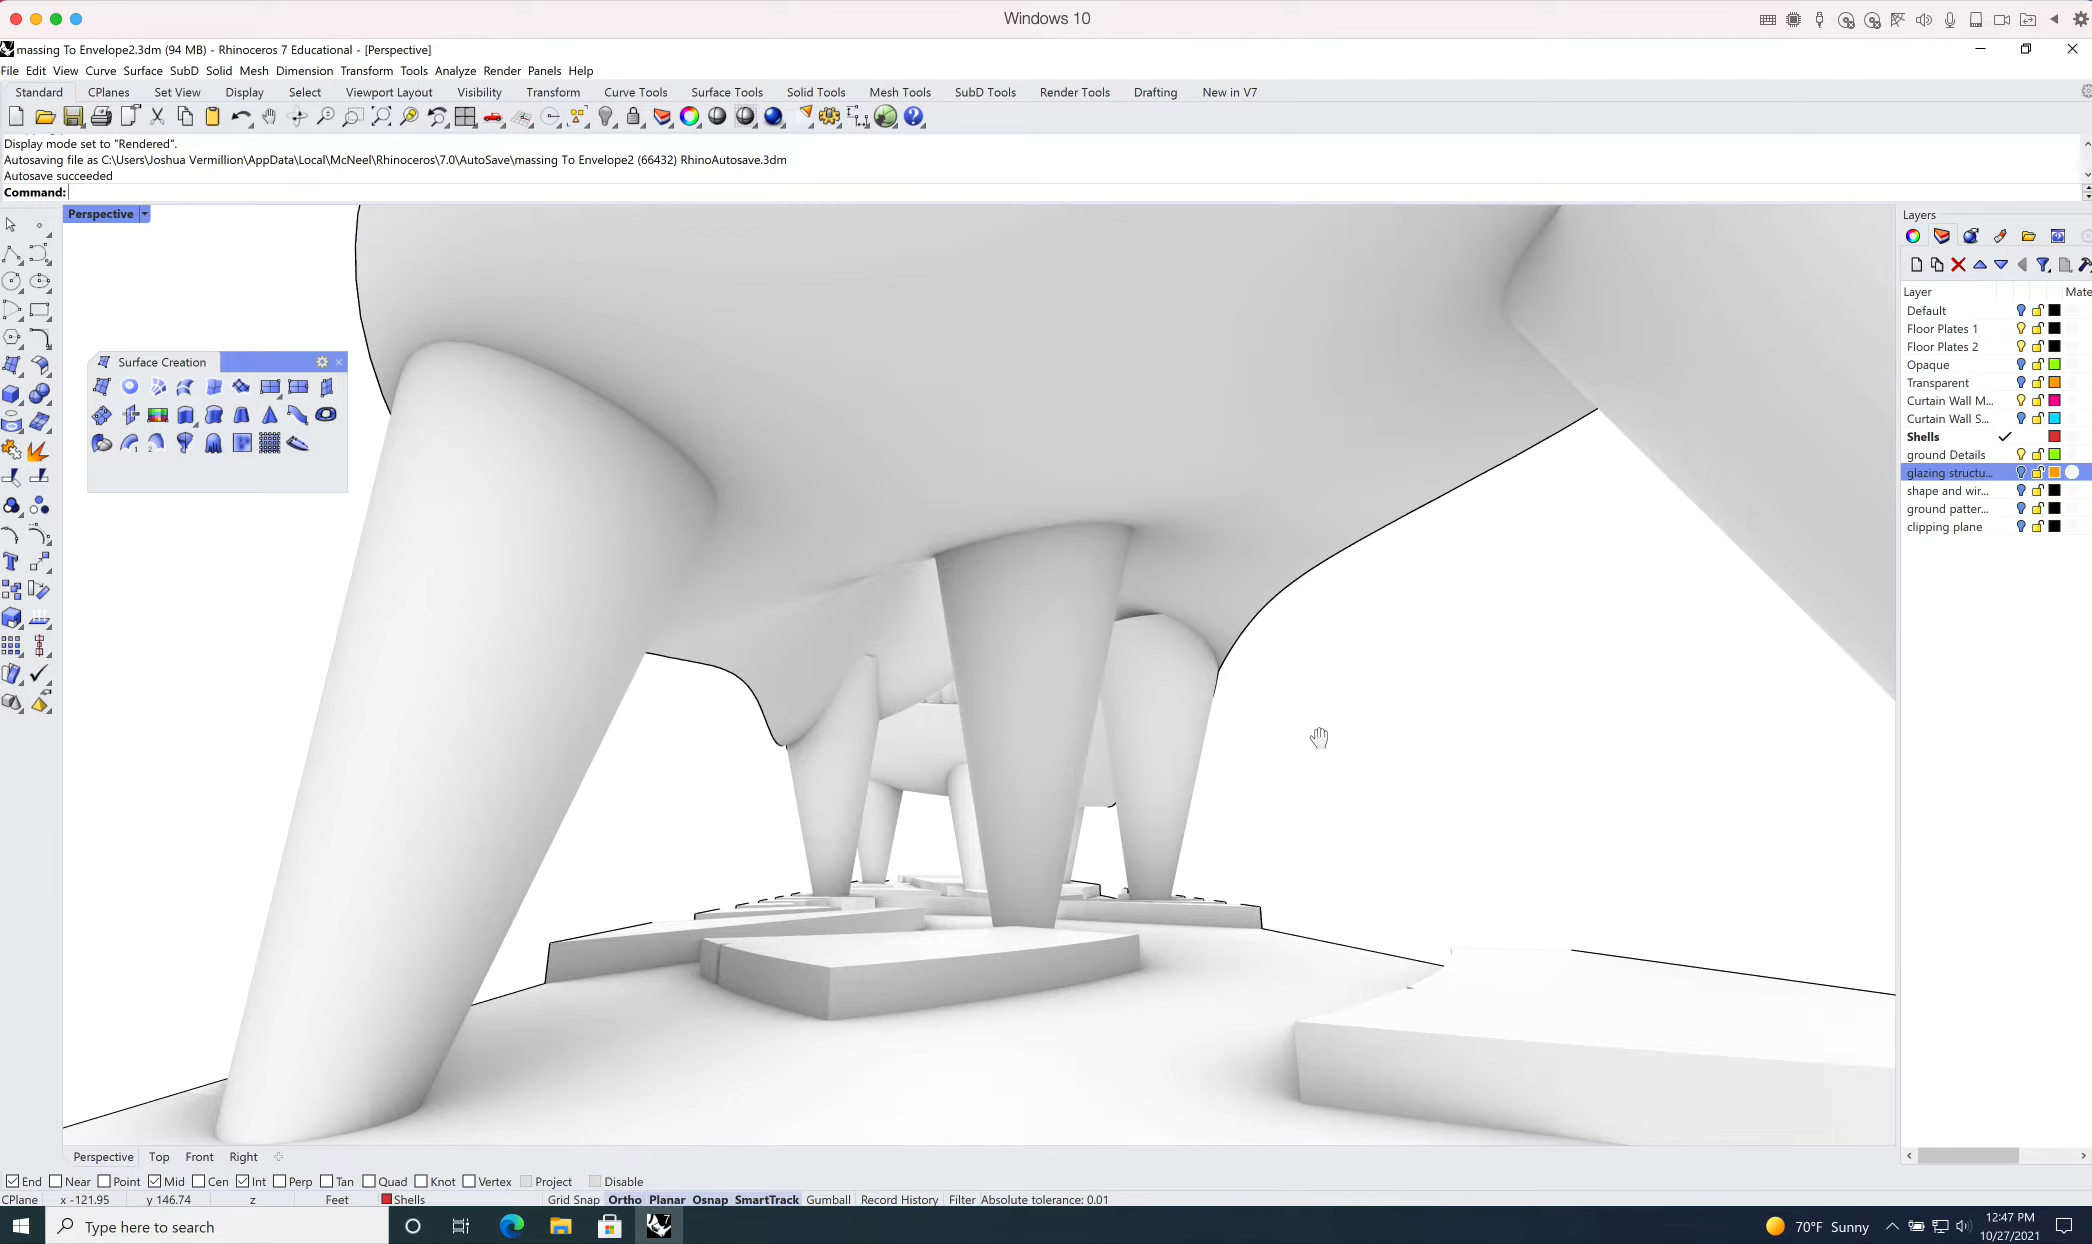 Windows 10
massing To Envelope2.3dm (94 MB) - Rhinoceros 7 Educational - [Perspective]
File Edit View Curve Surface SubD Solid Mesh Dimension Transform Tools Analyze Render Panels Help
Standard CPlanes Set View Display Select Viewport Layout Visibility Transform Curve Tools Surface Tools Solid Tools Mesh Tools SubD Tools Render Tools Drafting New in V7
Display mode set to "Rendered".
Autosaving file as C:\Users\Joshua Vermillion\AppData\Local\McNeel\Rhinoceros\7.0\AutoSave\massing To Envelope2 (66432) RhinoAutosave.3dm
Autosave succeeded
Command:
Perspective
Surface Creation
Layers
Layer Mate
Default
Floor Plates 1
Floor Plates 2
Opaque
Transparent
Curtain Wall M...
Curtain Wall S...
Shells
ground Details
glazing structu...
shape and wir...
ground patter...
clipping plane
Perspective Top Front Right
End Near Point Mid Cen Int Perp Tan Quad Knot Vertex Project Disable
CPlane x -121.95 y 146.74 z Feet Shells Grid Snap Ortho Planar Osnap SmartTrack Gumball Record History Filter Absolute tolerance: 0.01
Type here to search
70°F Sunny
12:47 PM
10/27/2021